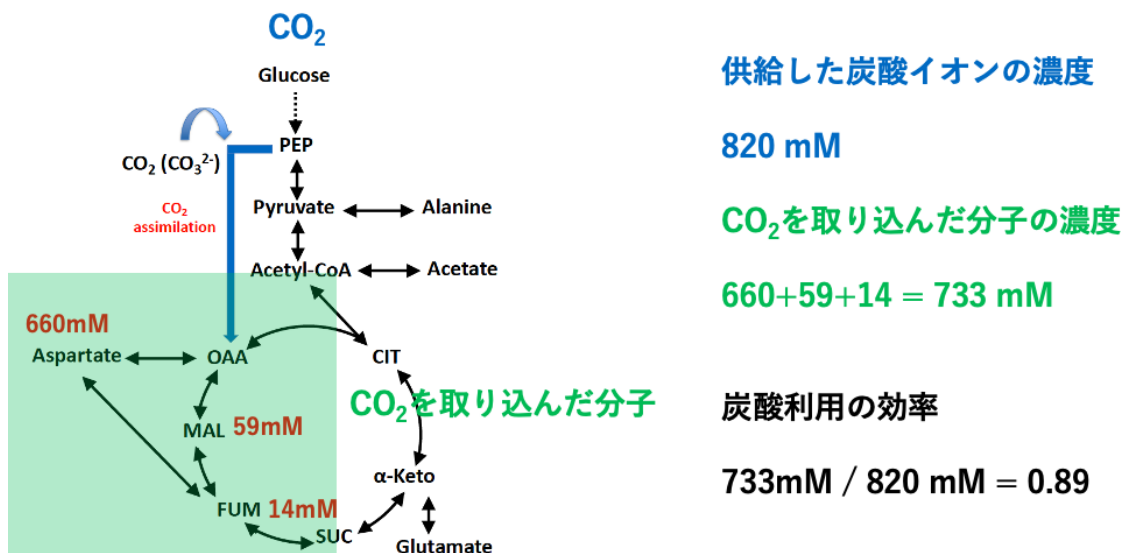 CO₂
Glucose
PEP
CO₂ (CO₃²⁻)
CO₂
assimilation
Pyruvate
Alanine
Acetyl-CoA
Acetate
660mM
Aspartate
OAA
CIT
CO₂を取り込んだ分子
MAL
59mM
α-Keto
FUM
14mM
SUC
Glutamate
供給した炭酸イオンの濃度
820 mM
CO₂を取り込んだ分子の濃度
660+59+14 = 733 mM
炭酸利用の効率
733mM / 820 mM = 0.89